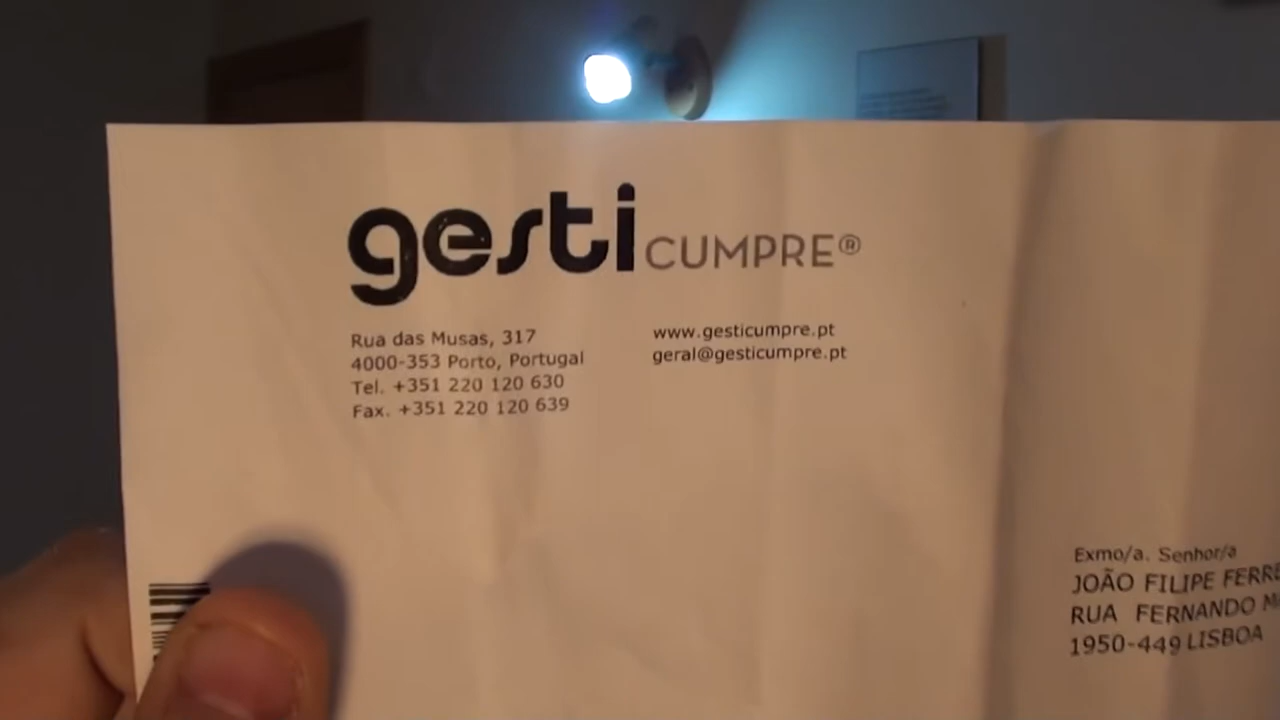 gesti CUMPRE®
Rua das Musas, 317
4000-353 Porto, Portugal
Tel. +351 220 120 630
Fax. +351 220 120 639
www.gesticumpre.pt
geral@gesticumpre.pt
Exmo/a. Senhor/a
JOÃO FILIPE
RUA FERNANDO
1950-449 LISBOA